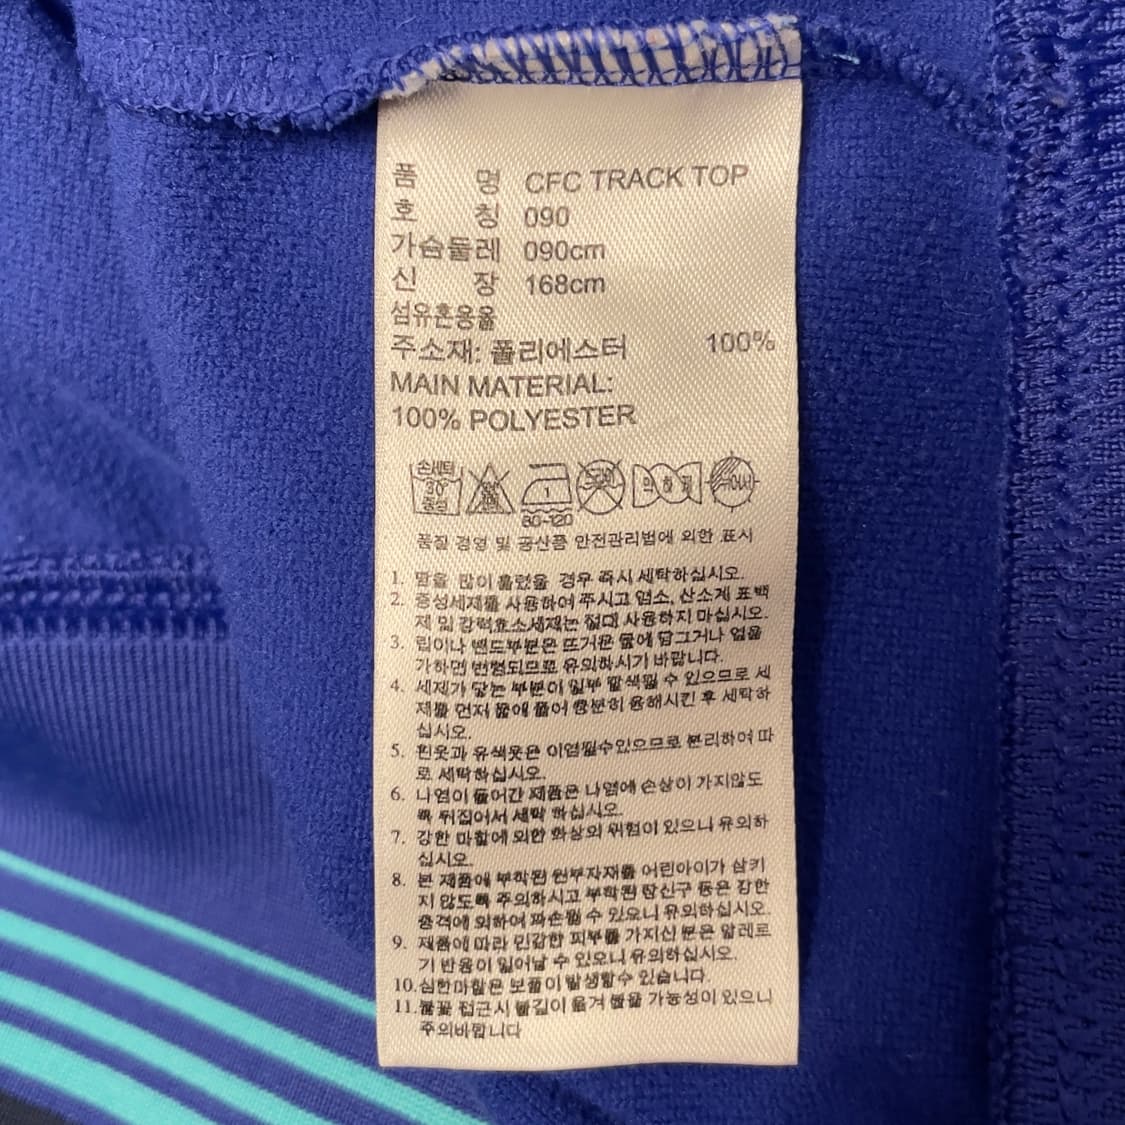 품 명 CFC TRACK TOP
호 칭 090
가슴둘레 090cm
신 장 168cm
섬유혼용율
주소재: 폴리에스터 100%
MAIN MATERIAL:
100% POLYESTER
손세탁
30°
중성
1
80-120
품질 경영 및 공산품 안전관리법에 의한 표시
1. 땀을 많이 흘렸을 경우 즉시 세탁하십시오.
2. 중성세제를 사용하여 주시고 염소, 산소계 표백
제 및 강력효소세제는 절대 사용하지 마십시오.
3. 립이나 밴드부분은 뜨거운 물에 담그거나 얼을
가하면 변형되므로 유의하시기 바랍니다.
4. 세제가 닿는 부분이 일부 탈색될 수 있으므로 세
제를 먼저 물에 풀어 충분히 용해시킨 후 세탁하
십시오.
5. 흰옷과 유색옷은 이염될수있으므로 분리하여 따
로 세탁하십시오.
6. 나염이 들어간 제품은 나염에 손상이 가지않도
록 뒤집어서 세탁 하십시오.
7. 강한 마찰에 의한 화상의 위험이 있으니 유의하
십시오.
8. 본 제품에 부착된 원부자재를 어린아이가 삼키
지 않도록 주의하시고 부착된 장신구 등은 강한
충격에 의하여 파손될 수 있으니 유의하십시오.
9. 제품에 따라 민감한 피부를 가지신 분은 알레르
기 반응이 일어날 수 있으니 유의하십시오.
10.심한마찰은 보풀이 발생할수 있습니다.
11.불꽃 접근시 불길이 옮겨 붙을 가능성이 있으니
주의바랍니다